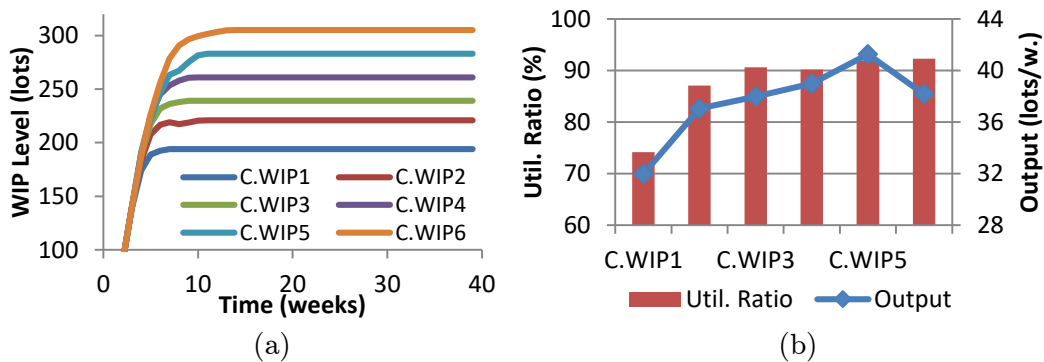 WIP Level (lots)
300
250
200
150
100
C.WIP1 C.WIP2
C.WIP3 C.WIP4
C.WIP5 C.WIP6
0 10 20 30 40
Time (weeks)
(a)
Util. Ratio (%)
100
90
80
70
60
44
40
36
32
28
Output (lots/w.)
C.WIP1 C.WIP3 C.WIP5
Util. Ratio Output
(b)